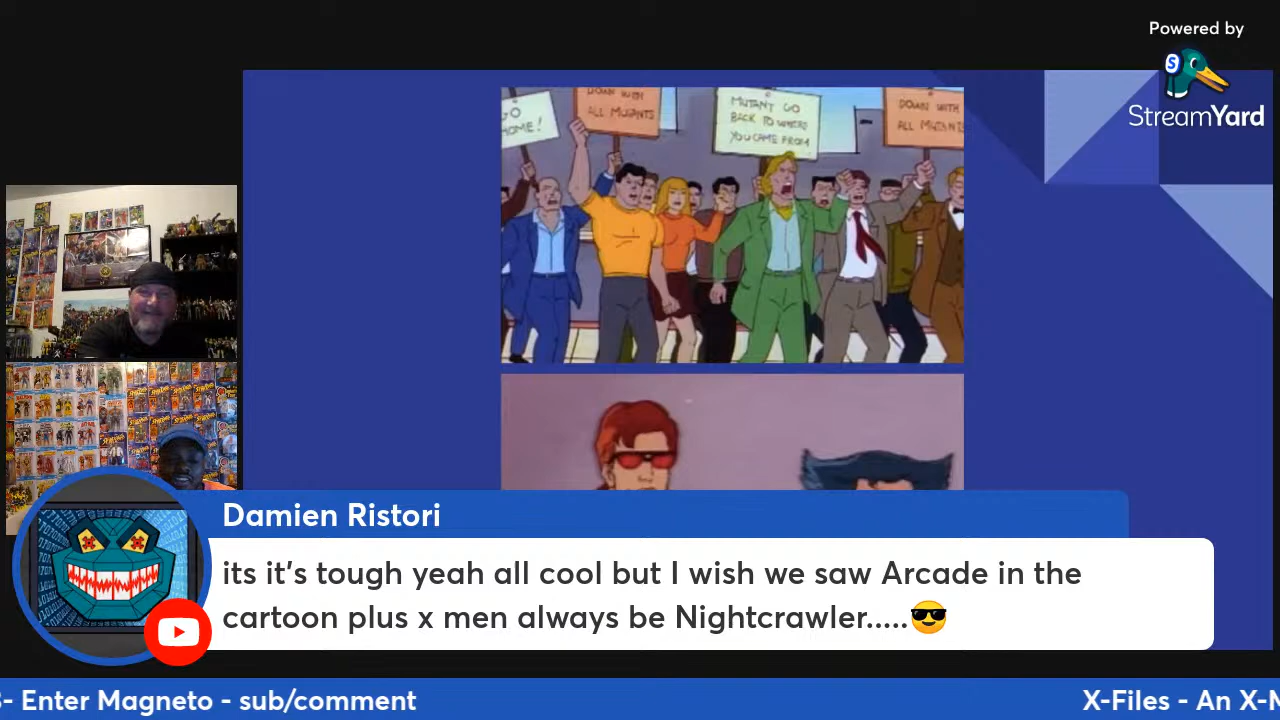 Powered by
StreamYard
GO
HOME!
DOWN WITH
ALL MUTANTS
MUTANT GO
BACK TO WHERE
YOU CAME FROM
DOWN WITH
ALL MUTANTS
Damien Ristori
its it's tough yeah all cool but I wish we saw Arcade in the
cartoon plus x men always be Nightcrawler.....😎
- Enter Magneto - sub/comment
X-Files - An X-M